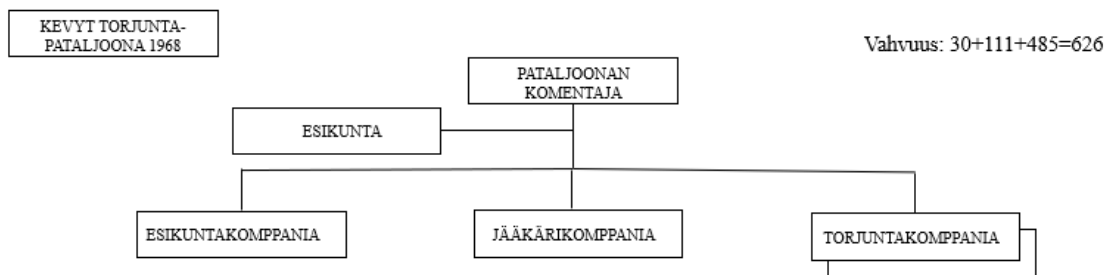 KEVYT TORJUNTA-
PATALJOONA 1968
Vahvuus: 30+111+485=626
PATALJOONAN
KOMENTAJA
ESIKUNTA
ESIKUNTAKOMPPANIA
JÄÄKÄRIKOMPPANIA
TORJUNTAKOMPPANIA